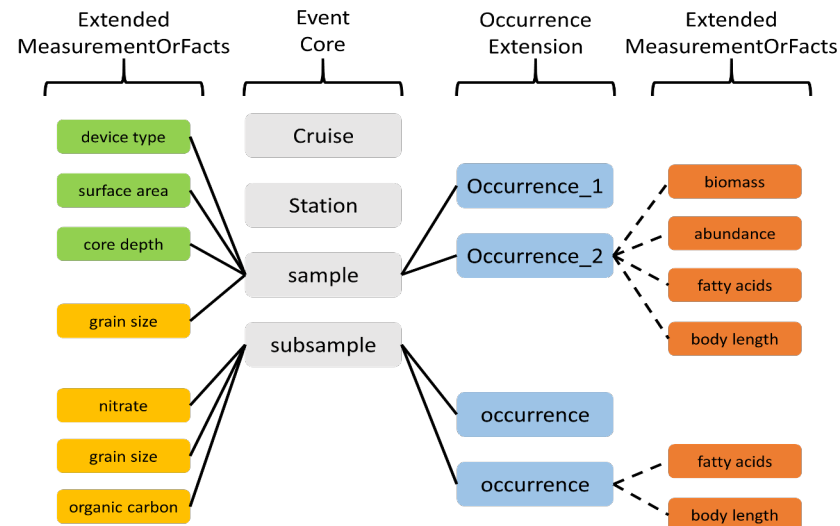 Extended
MeasurementOrFacts
Event
Core
Occurrence
Extension
Extended
MeasurementOrFacts
device type
surface area
core depth
grain size
nitrate
grain size
organic carbon
Cruise
Station
sample
subsample
Occurrence_1
Occurrence_2
occurrence
occurrence
biomass
abundance
fatty acids
body length
fatty acids
body length